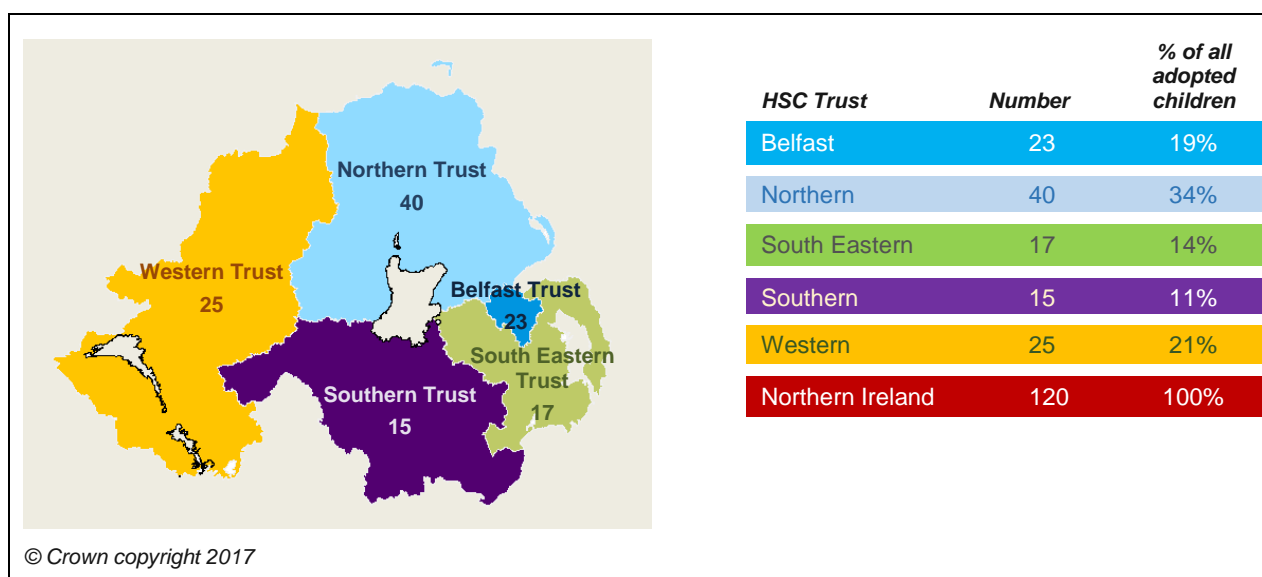 Northern Trust
40
Western Trust
25
Belfast Trust
23
South Eastern
Trust
17
Southern Trust
15
© Crown copyright 2017
HSC Trust Number % of all adopted children
Belfast 23 19%
Northern 40 34%
South Eastern 17 14%
Southern 15 11%
Western 25 21%
Northern Ireland 120 100%